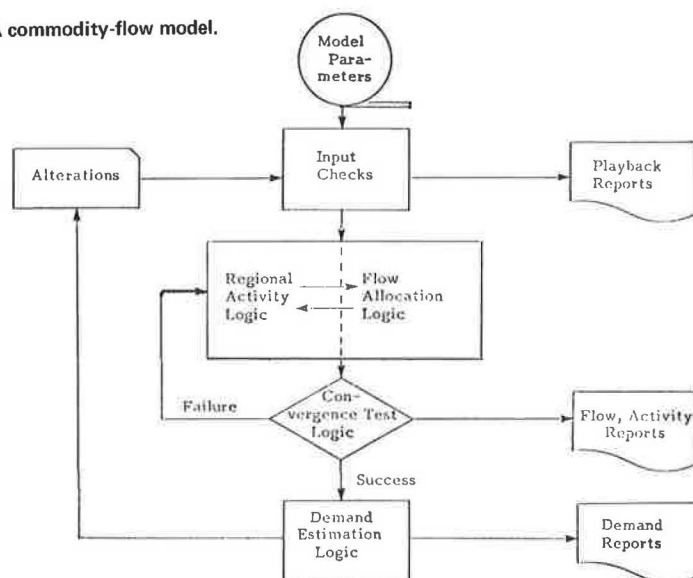 commodity-flow model.
Model
Para-
meters
Alterations
Input
Checks
Playback
Reports
Regional
Activity
Logic
Flow
Allocation
Logic
Failure
Con-
vergence Test
Logic
Flow, Activity
Reports
Success
Demand
Estimation
Logic
Demand
Reports